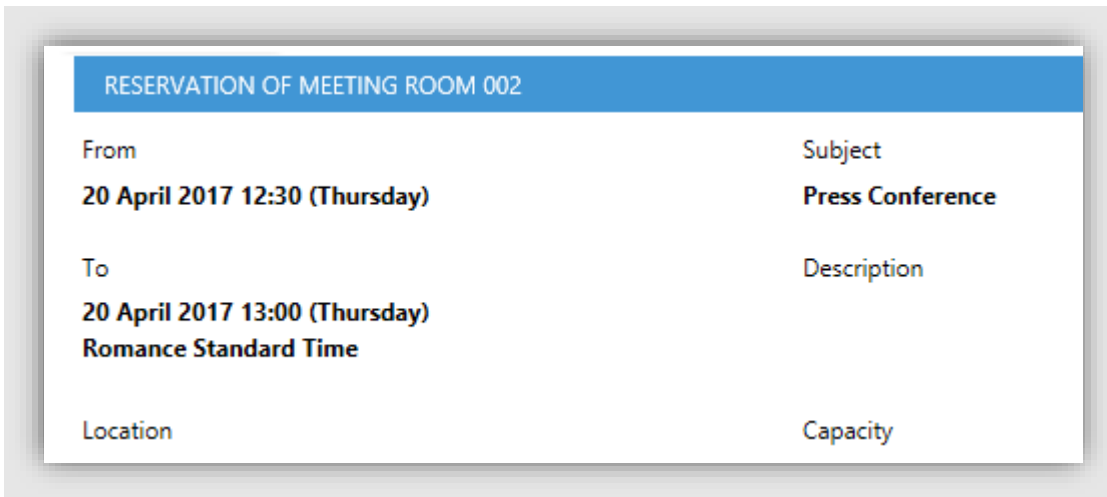 RESERVATION OF MEETING ROOM 002
From
Subject
20 April 2017 12:30 (Thursday)
Press Conference
To
Description
20 April 2017 13:00 (Thursday)
Romance Standard Time
Location
Capacity